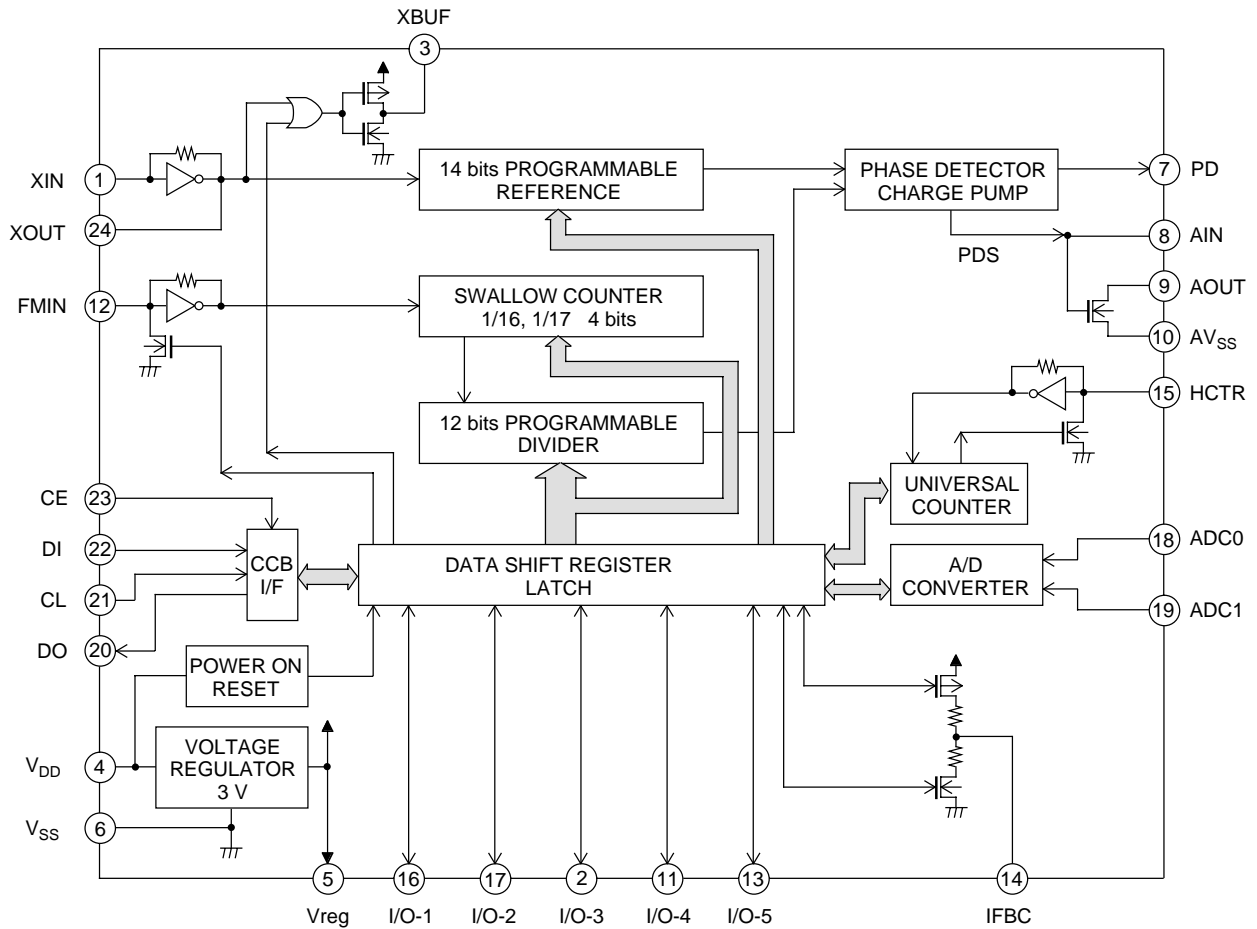 XBUF
3
XIN
1
14 bits PROGRAMMABLE
REFERENCE
PHASE DETECTOR
CHARGE PUMP
7
PD
XOUT
24
PDS
8
AIN
FMIN
12
SWALLOW COUNTER
1/16, 1/17 4 bits
9
AOUT
10
AVSS
15
HCTR
12 bits PROGRAMMABLE
DIVIDER
CE
23
UNIVERSAL
COUNTER
DI
22
CCB
I/F
DATA SHIFT REGISTER
LATCH
A/D
CONVERTER
18
ADC0
CL
21
19
ADC1
DO
20
POWER ON
RESET
VDD
4
VOLTAGE
REGULATOR
3 V
VSS
6
5
16
17
2
11
13
14
Vreg
I/O-1
I/O-2
I/O-3
I/O-4
I/O-5
IFBC